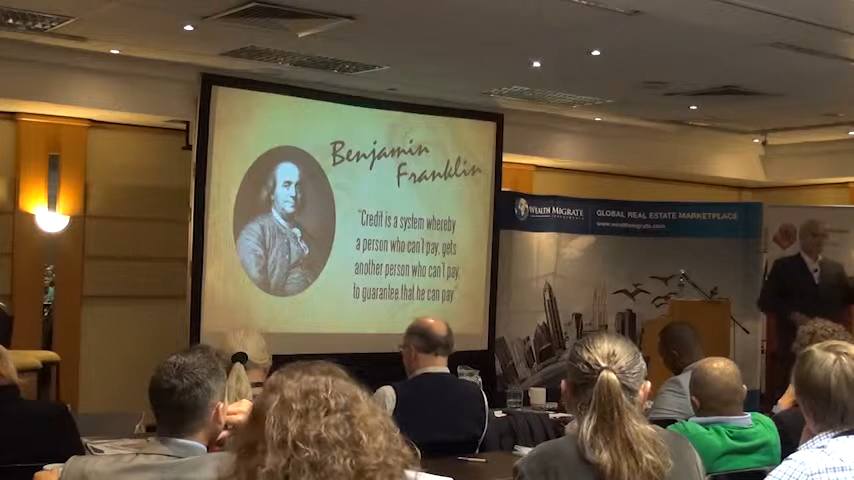 Benjamin
Franklin
"Credit is a system whereby
a person who can't pay, gets
another person who can't pay,
to guarantee that he can pay"
WEALTH MIGRATE
GLOBAL REAL ESTATE MARKETPLACE
www.wealthmigrate.com